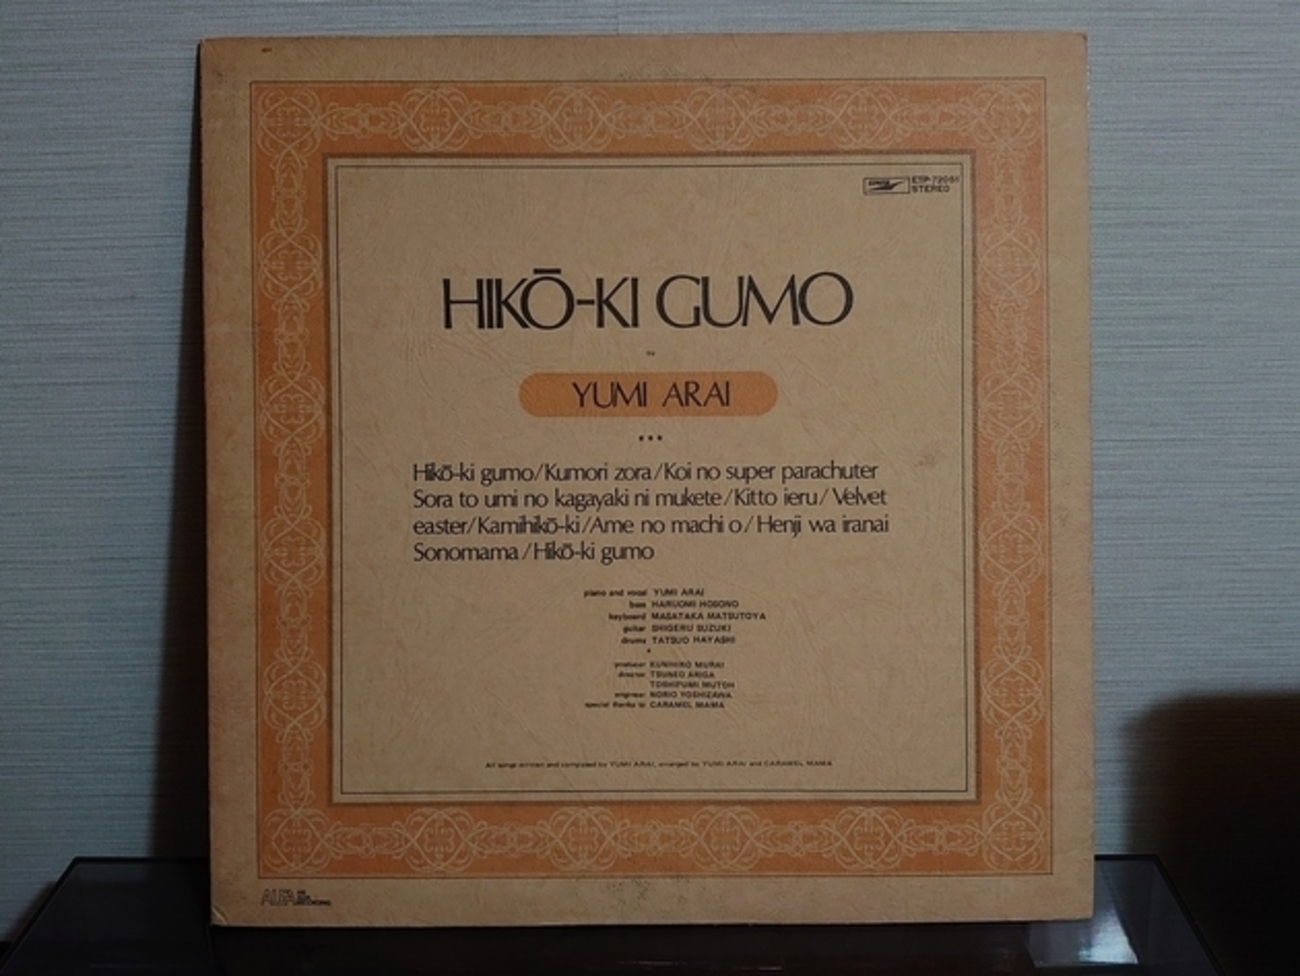 ETP-72051
STEREO
HIKŌ-KI GUMO
by
YUMI ARAI
Hikō-ki gumo/Kumori zora/Koi no super parachuter
Sora to umi no kagayaki ni mukete/Kitto ieru/Velvet
easter/Kamihikō-ki/Ame no machi o/Henji wa iranai
Sonomama/Hikō-ki gumo
piano and vocal YUMI ARAI
bass HARUOMI HOSONO
keyboard MASATAKA MATSUTOYA
guitar SHIGERU SUZUKI
drums TATSUO HAYASHI
producer KUNIHIKO MURAI
director TSUNEO ARIGA
TOSHIFUMI MUTOH
engineer NORIO YOSHIZAWA
special thanks to CARAMEL MAMA
All songs written and composed by YUMI ARAI, arranged by YUMI ARAI and CARAMEL MAMA
ALFA